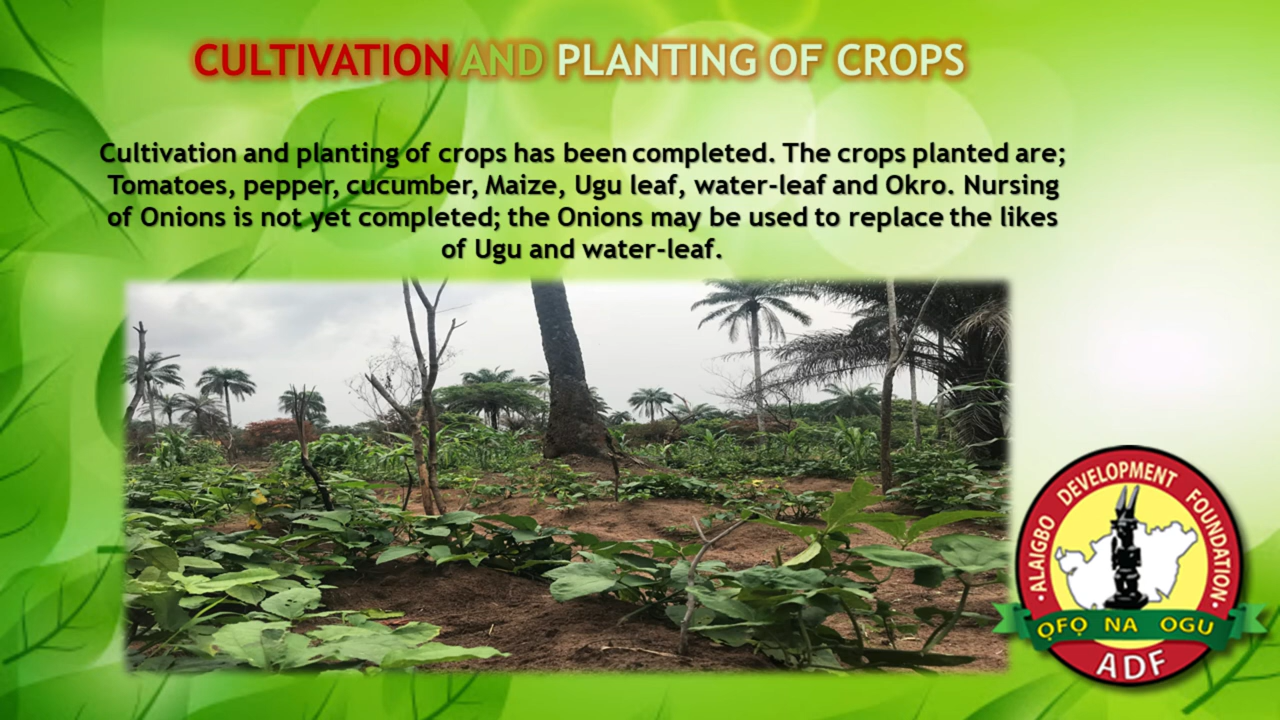 CULTIVATION AND PLANTING OF CROPS
Cultivation and planting of crops has been completed. The crops planted are;
Tomatoes, pepper, cucumber, Maize, Ugu leaf, water-leaf and Okro. Nursing
of Onions is not yet completed; the Onions may be used to replace the likes
of Ugu and water-leaf.
• ALAIGBO DEVELOPMENT FOUNDATION •
ỌFỌ NA OGU
ADF